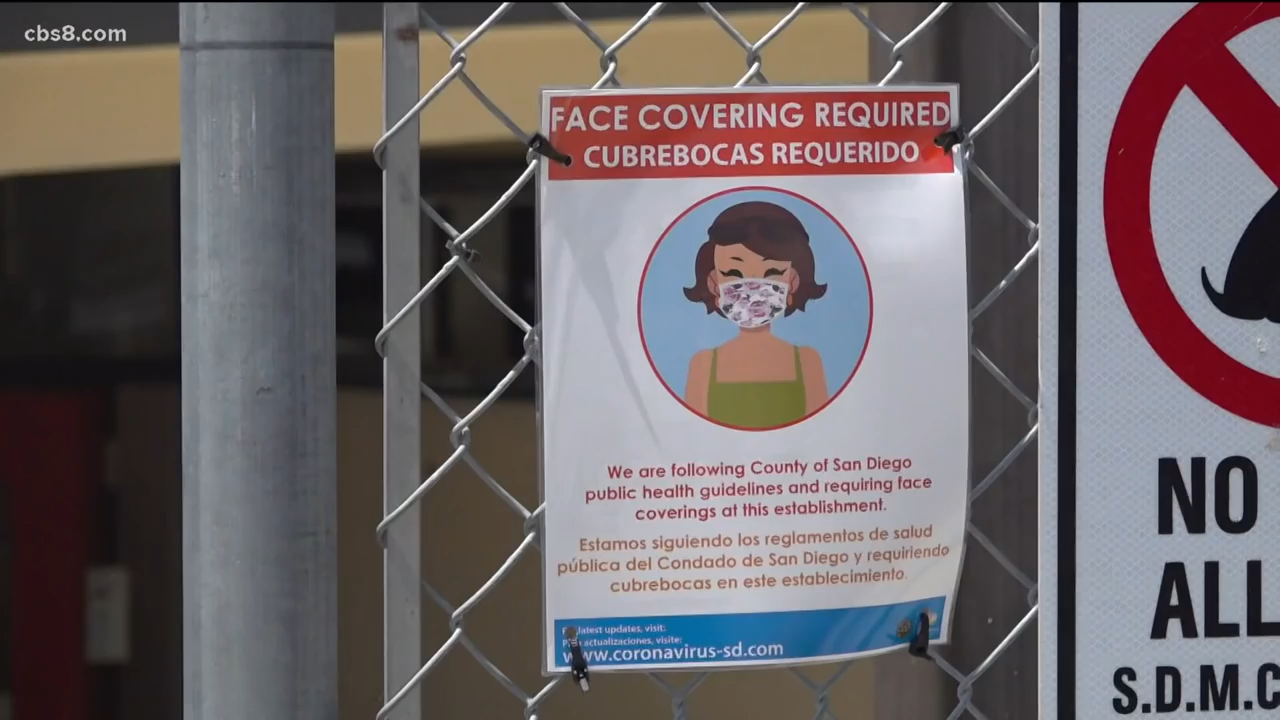 cbs8.com
FACE COVERING REQUIRED
CUBREBOCAS REQUERIDO
We are following County of San Diego
public health guidelines and requiring face
coverings at this establishment.
Estamos siguiendo los reglamentos de salud
pública del Condado de San Diego y requiriendo
cubrebocas en este establecimiento.
latest updates, visit:
actualizaciones, visite:
www.coronavirus-sd.com
NO
ALL
S.D.M.C